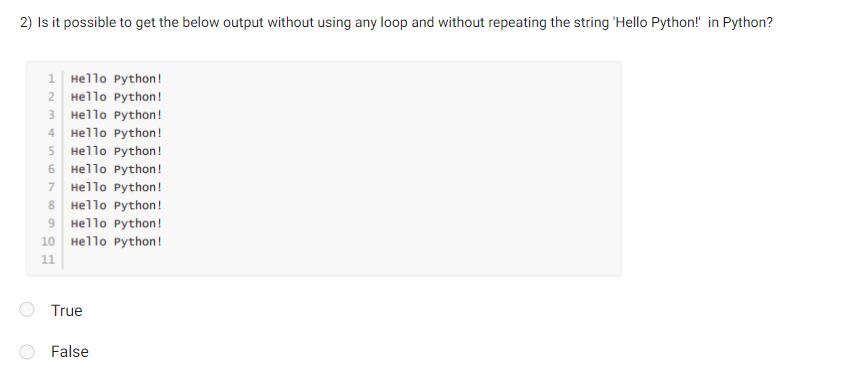 2) Is it possible to get the below output without using any loop and without repeating the string 'Hello Python!' in Python?
1 Hello Python!
2 Hello Python!
3 Hello Python!
4 Hello Python!
5 Hello Python!
6 Hello Python!
7 Hello Python!
8 Hello Python!
9 Hello Python!
10 Hello Python!
11
True
False